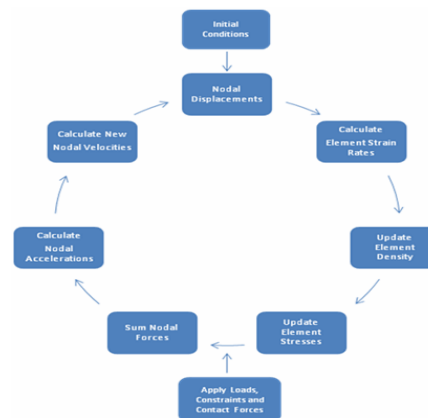 Initial
Conditions
Nodal
Displacements
Calculate
Element Strain
Rates
Update
Element
Density
Update
Element
Stresses
Apply Loads,
Constraints and
Contact Forces
Sum Nodal
Forces
Calculate
Nodal
Accelerations
Calculate New
Nodal Velocities